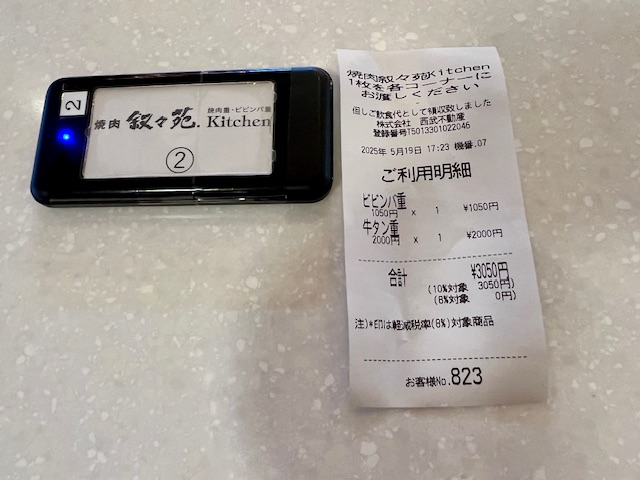 2
焼肉 叙々苑. 焼肉重・ビビンバ重
Kitchen
②
焼肉叙々苑Kitchen
1枚を各コーナーに
お渡しください
但しご飲食代として領収致しました
株式会社 西武不動産
登録番号T5013301022046
2025年 5月19日 17:23 機番.07
ご利用明細
ビビンバ重
1050円 x 1 ¥1050円
牛タン重
2000円 x 1 ¥2000円
合計 ¥3050円
(10%対象 3050円)
(8%対象 0円)
注)*印は軽減税率(8%)対象商品
お客様No.823